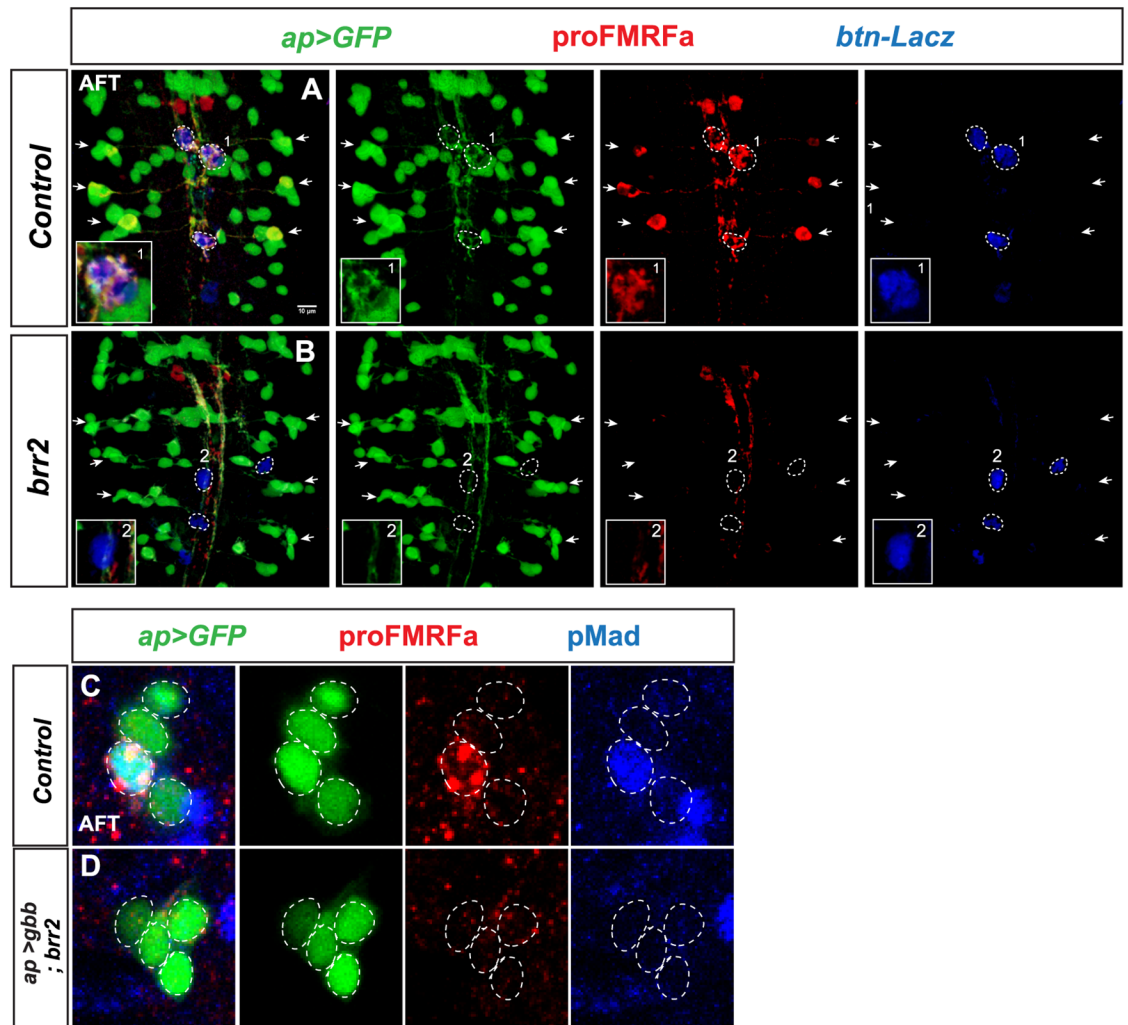 ap>GFP proFMRFa btn-Lacz
Control
AFT A
1
1
1
1
1
1
1
1
10 µm
brr2
B
2
2
2
2
2
2
2
2
ap>GFP proFMRFa pMad
Control
C
AFT
ap >gbb
; brr2
D